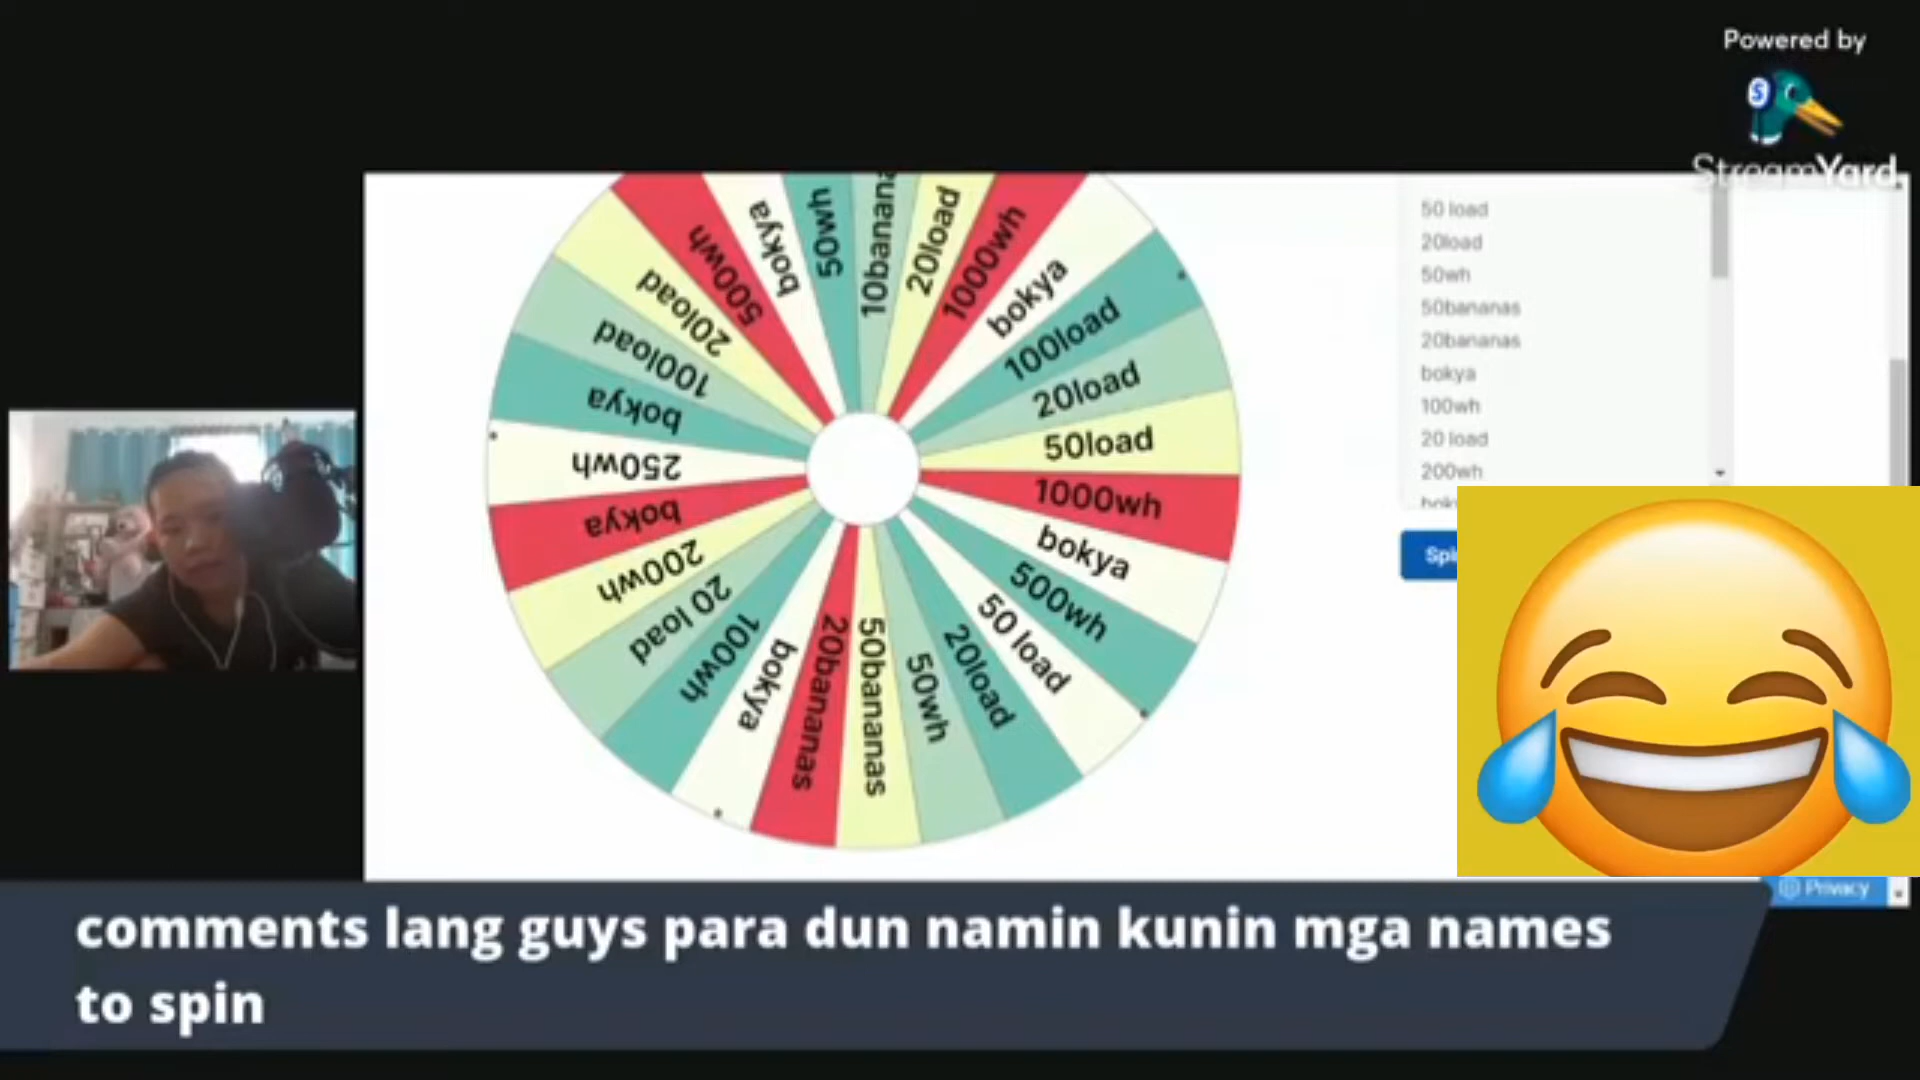 Powered by
StreamYard
50wh
10banana
20load
1000wh
bokya
100load
20load
50load
1000wh
bokya
500wh
50 load
20load
50wh
50bananas
20bananas
bokya
100wh
20 load
200wh
bokya
250wh
bokya
100load
20load
500wh
bokya
50 load
20load
50wh
50bananas
20bananas
bokya
100wh
20 load
200wh
Privacy
comments lang guys para dun namin kunin mga names
to spin